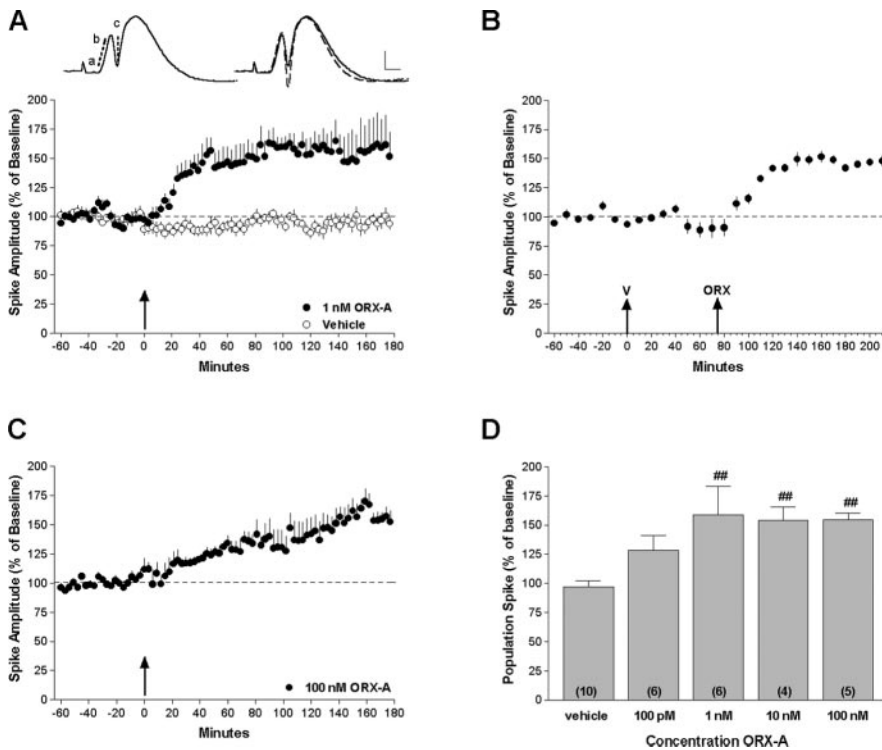 A
b
c
a
Spike Amplitude (% of Baseline)
200
175
150
125
100
75
50
25
0
1 nM ORX-A
Vehicle
-60 -40 -20 0 20 40 60 80 100 120 140 160 180
Minutes
B
Spike Amplitude (% of Baseline)
200
175
150
125
100
75
50
25
0
V
ORX
-60 -40 -20 0 20 40 60 80 100 120 140 160 180 200
Minutes
C
Spike Amplitude (% of Baseline)
200
175
150
125
100
75
50
25
0
100 nM ORX-A
-60 -40 -20 0 20 40 60 80 100 120 140 160 180
Minutes
D
Population Spike (% of baseline)
200
175
150
125
100
75
50
25
0
## ## ##
(10) (6) (6) (4) (5)
vehicle 100 pM 1 nM 10 nM 100 nM
Concentration ORX-A